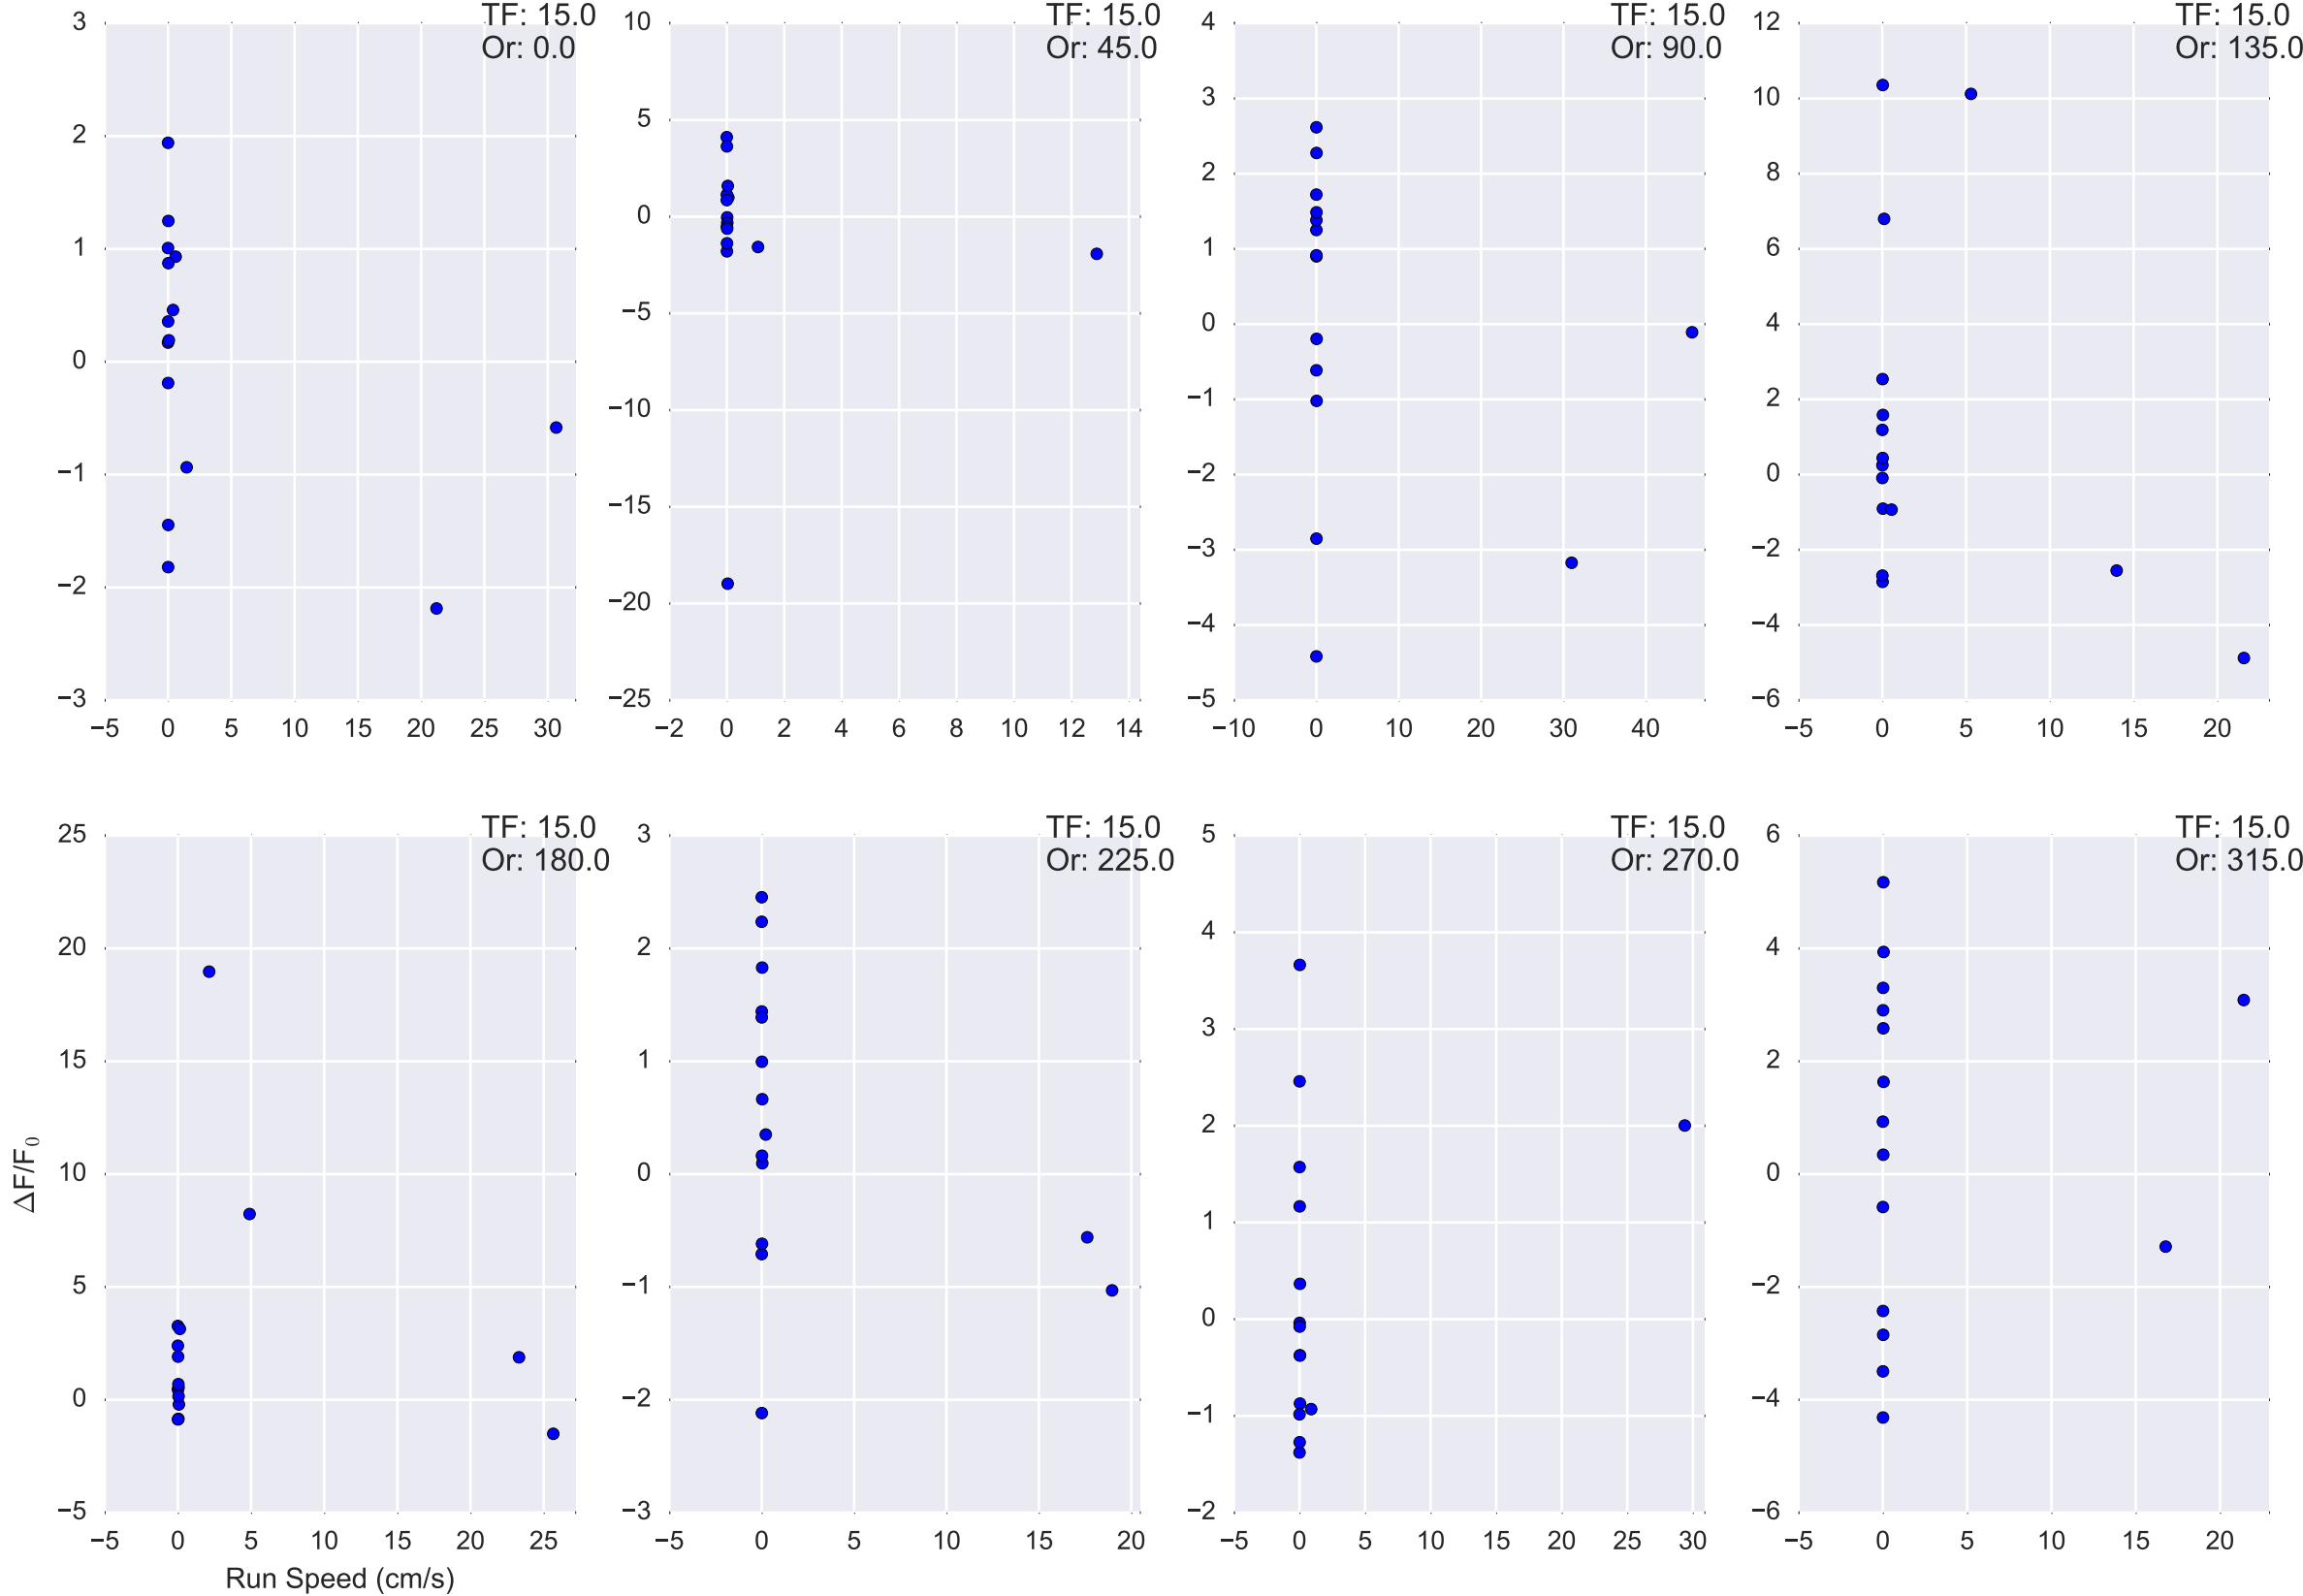 TF: 15.0
Or: 0.0
3
2
1
0
−1
−2
−3
−5 0 5 10 15 20 25 30
TF: 15.0
Or: 45.0
10
5
0
−5
−10
−15
−20
−25
−2 0 2 4 6 8 10 12 14
TF: 15.0
Or: 90.0
4
3
2
1
0
−1
−2
−3
−4
−5
−10 0 10 20 30 40
TF: 15.0
Or: 135.0
12
10
8
6
4
2
0
−2
−4
−6
−5 0 5 10 15 20
TF: 15.0
Or: 180.0
25
20
15
10
5
0
−5
−5 0 5 10 15 20 25
ΔF/F0
Run Speed (cm/s)
TF: 15.0
Or: 225.0
3
2
1
0
−1
−2
−3
−5 0 5 10 15 20
TF: 15.0
Or: 270.0
5
4
3
2
1
0
−1
−2
−5 0 5 10 15 20 25 30
TF: 15.0
Or: 315.0
6
4
2
0
−2
−4
−6
−5 0 5 10 15 20